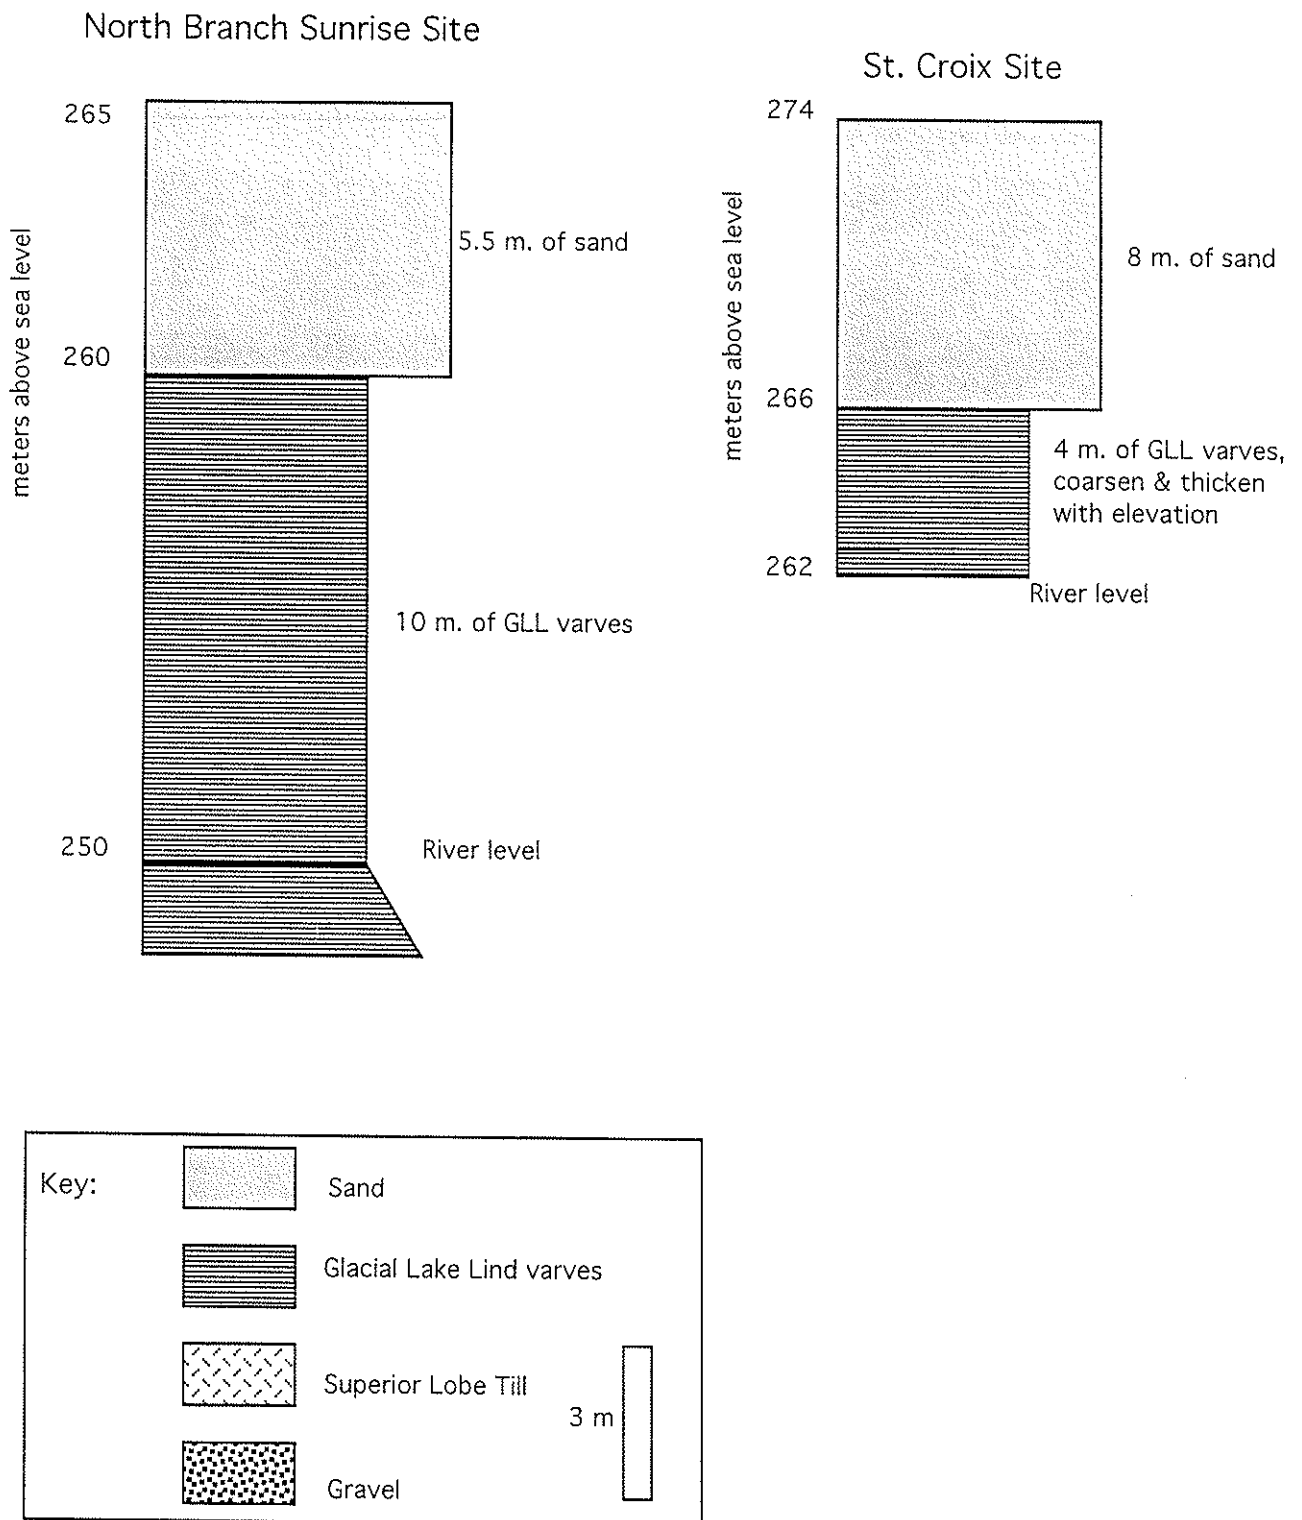 North Branch Sunrise Site
265
260
250
meters above sea level
5.5 m. of sand
10 m. of GLL varves
River level
St. Croix Site
274
266
262
meters above sea level
8 m. of sand
4 m. of GLL varves,
coarsen & thicken
with elevation
River level
Key:
Sand
Glacial Lake Lind varves
Superior Lobe Till
Gravel
3 m